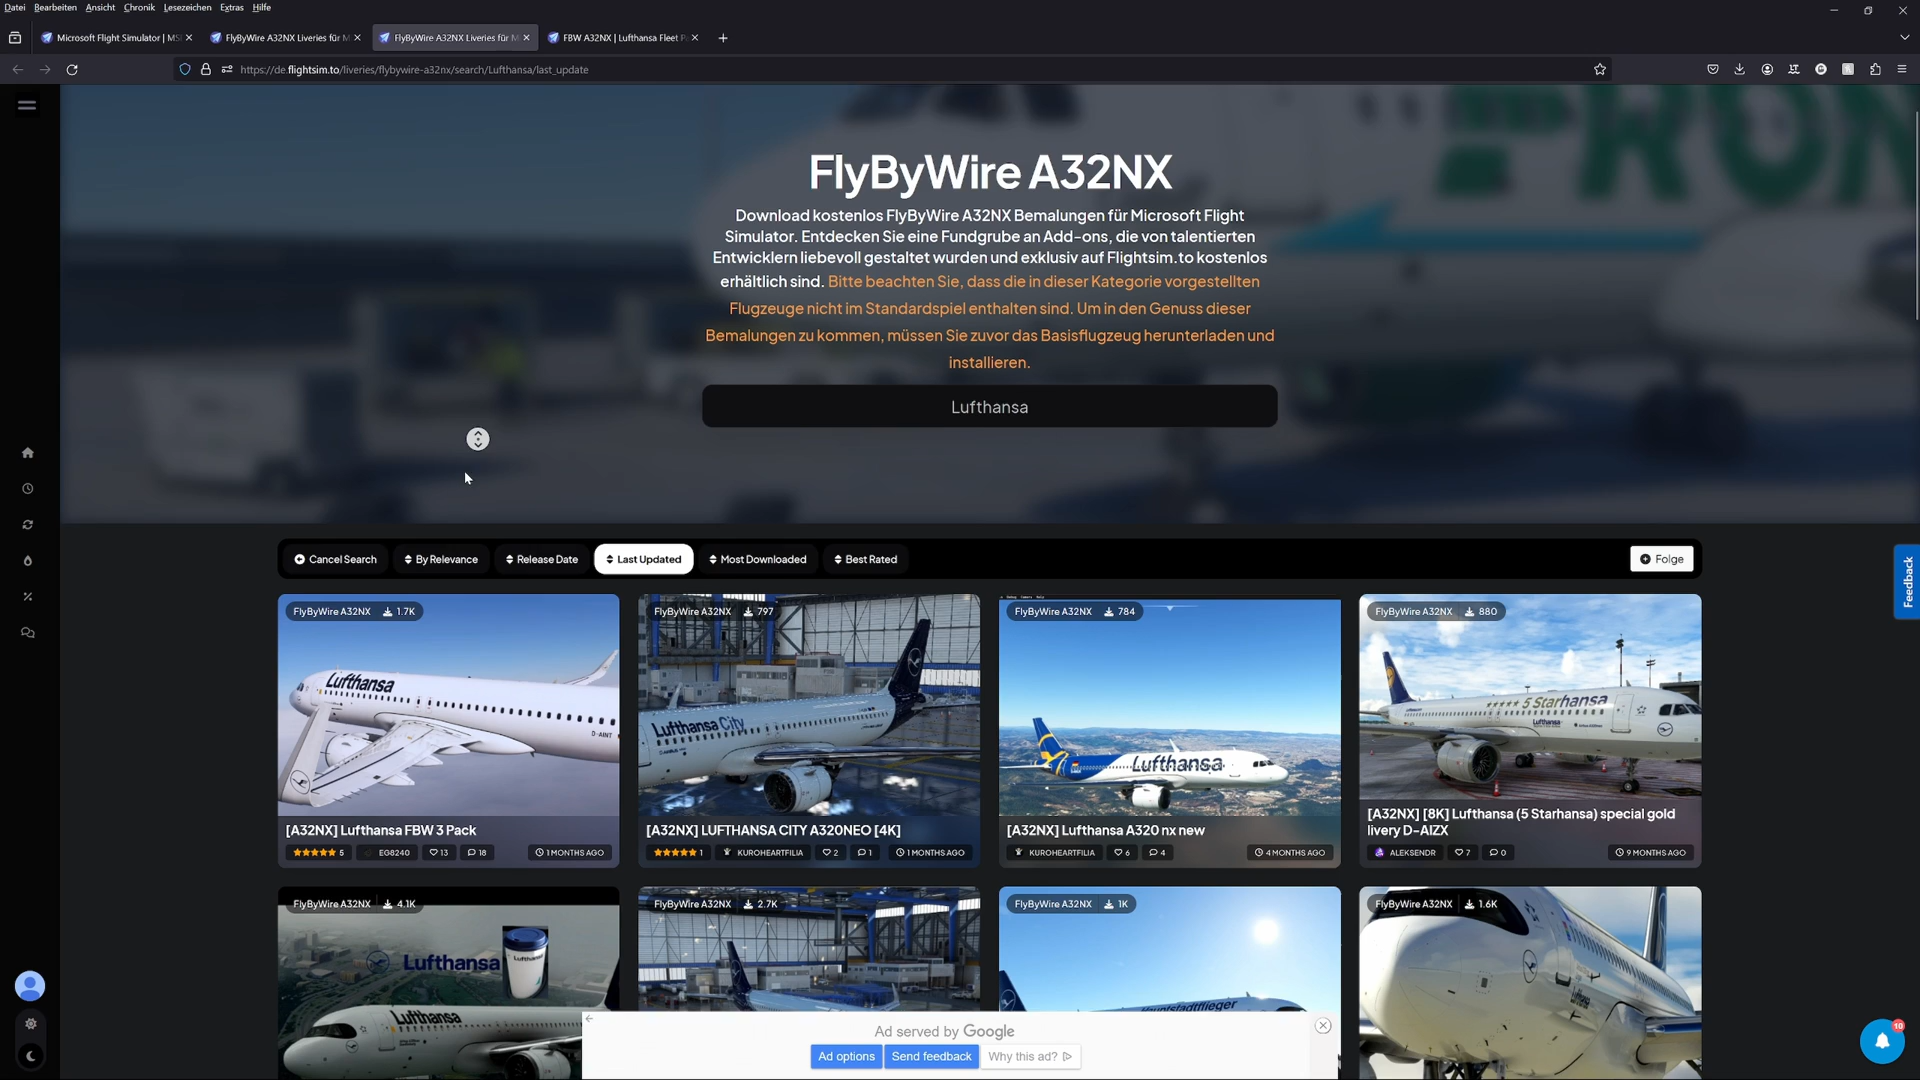 Datei Bearbeiten Ansicht Chronik Lesezeichen Extras Hilfe
Microsoft Flight Simulator | MS
FlyByWire A32NX Liveries für M
FlyByWire A32NX Liveries für M
FBW A32NX | Lufthansa Fleet P
https://de.flightsim.to/liveries/flybywire-a32nx/search/Lufthansa/last_update
FlyByWire A32NX
Download kostenlos FlyByWire A32NX Bemalungen für Microsoft Flight
Simulator. Entdecken Sie eine Fundgrube an Add-ons, die von talentierten
Entwicklern liebevoll gestaltet wurden und exklusiv auf Flightsim.to kostenlos
erhältlich sind. Bitte beachten Sie, dass die in dieser Kategorie vorgestellten
Flugzeuge nicht im Standardspiel enthalten sind. Um in den Genuss dieser
Bemalungen zu kommen, müssen Sie zuvor das Basisflugzeug herunterladen und
installieren.
Lufthansa
Cancel Search By Relevance Release Date Last Updated Most Downloaded Best Rated Folge
Feedback
FlyByWire A32NX 1.7K
Lufthansa
D-AINT
[A32NX] Lufthansa FBW 3 Pack
5 EG8240 13 18 1 MONTHS AGO
FlyByWire A32NX 797
Lufthansa City
[A32NX] LUFTHANSA CITY A320NEO [4K]
1 KUROHEARTFILIA 2 1 1 MONTHS AGO
FlyByWire A32NX 784
Lufthansa
[A32NX] Lufthansa A320 nx new
KUROHEARTFILIA 6 4 4 MONTHS AGO
FlyByWire A32NX 880
5 Starhansa
Lufthansa
[A32NX] [8K] Lufthansa (5 Starhansa) special gold
livery D-AIZX
ALEKSENDR 7 0 9 MONTHS AGO
FlyByWire A32NX 4.1K
Lufthansa
Lufthansa
Lufthansa
FlyByWire A32NX 2.7K
FlyByWire A32NX 1K
Hauptstadtflieger
FlyByWire A32NX 1.6K
Lufthansa
Ad served by Google
Ad options Send feedback Why this ad?
10